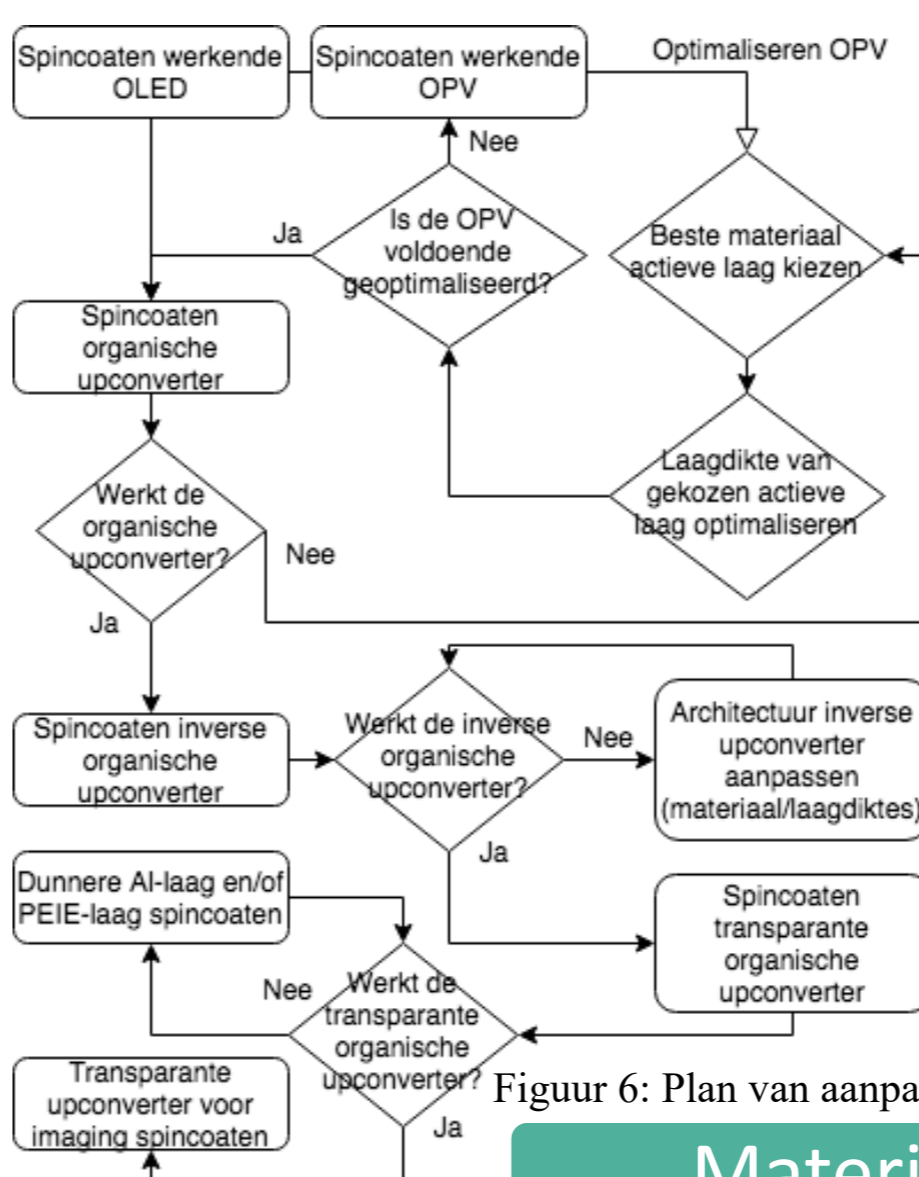 Spincoaten werkende
OLED
Spincoaten werkende
OPV
Optimaliseren OPV
Nee
Ja
Is de OPV
voldoende
geoptimaliseerd?
Beste materiaal
actieve laag kiezen
Spincoaten
organische
upconverter
Laagdikte van
gekozen actieve
laag optimaliseren
Werkt de
organische
upconverter?
Nee
Ja
Spincoaten inverse
organische
upconverter
Werkt de inverse
organische
upconverter?
Nee
Architectuur inverse
upconverter
aanpassen
(materiaal/laagdiktes)
Ja
Dunnere Al-laag en/of
PEIE-laag spincoaten
Spincoaten
transparante
organische
upconverter
Nee
Werkt de
transparante
organische
upconverter?
Transparante
upconverter voor
imaging spincoaten
Ja
Figuur 6: Plan van aanpa
Materi